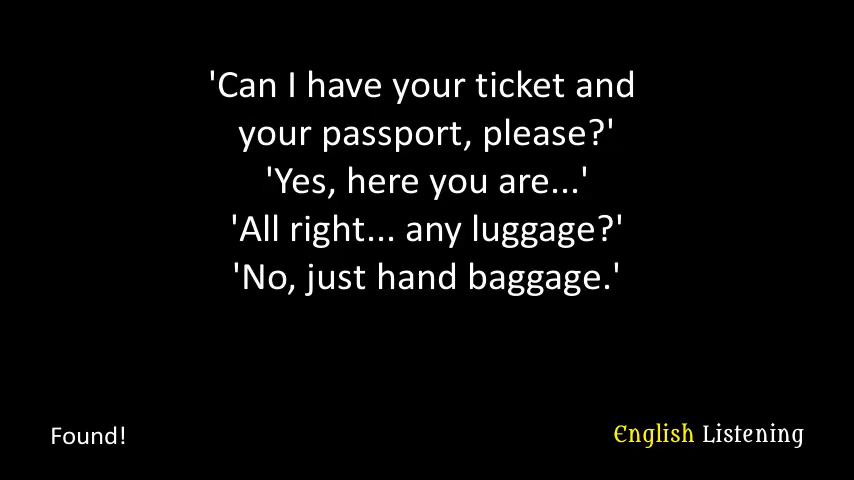 'Can I have your ticket and
your passport, please?'
'Yes, here you are...'
'All right... any luggage?'
'No, just hand baggage.'
Found!
English Listening